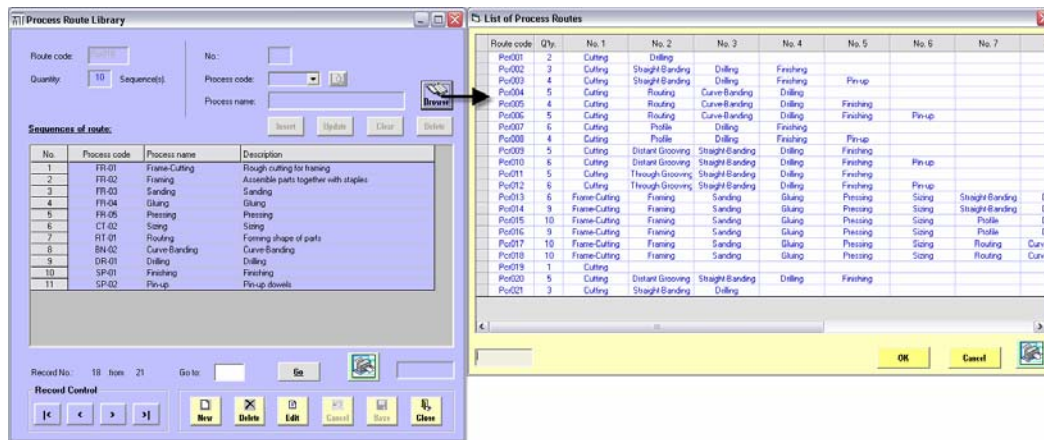 Process Route Library
Route code:
No.:
Quantity: 10 Sequence(s).
Process code:
Process name:
Browse
Insert Update Clear Delete
Sequences of route:
No. Process code Process name Description
1 FR-01 Frame-Cutting Rough cutting for framing
2 FR-02 Framing Assemble parts together with staples
3 FR-03 Sanding Sanding
4 FR-04 Gluing Gluing
5 FR-05 Pressing Pressing
6 CT-02 Sizing Sizing
7 RT-01 Routing Forming shape of parts
8 BN-02 Curve-Banding Curve-Banding
9 DR-01 Drilling Drilling
10 SP-01 Finishing Finishing
11 SP-02 Pin-up Pin-up dowels
Record No.: 18 from 21 Go to: Go
Record Control
|< < > >|
New Delete Edit Cancel Save Close
List of Process Routes
Route code Q'ty. No. 1 No. 2 No. 3 No. 4 No. 5 No. 6 No. 7
Pcr001 2 Cutting Drilling
Pcr002 3 Cutting Straight-Banding Drilling Finishing
Pcr003 4 Cutting Straight-Banding Drilling Finishing Pin-up
Pcr004 5 Cutting Routing Curve-Banding Drilling
Pcr005 4 Cutting Routing Curve-Banding Drilling Finishing
Pcr006 5 Cutting Routing Curve-Banding Drilling Finishing Pin-up
Pcr007 6 Cutting Profile Drilling Finishing
Pcr008 4 Cutting Profile Drilling Finishing Pin-up
Pcr009 5 Cutting Distant Grooving Straight-Banding Drilling Finishing
Pcr010 6 Cutting Distant Grooving Straight-Banding Drilling Finishing Pin-up
Pcr011 5 Cutting Through Grooving Straight-Banding Drilling Finishing
Pcr012 6 Cutting Through Grooving Straight-Banding Drilling Finishing Pin-up
Pcr013 6 Frame-Cutting Framing Sanding Gluing Pressing Sizing Straight-Banding
Pcr014 9 Frame-Cutting Framing Sanding Gluing Pressing Sizing Straight-Banding
Pcr015 10 Frame-Cutting Framing Sanding Gluing Pressing Sizing Profile
Pcr016 9 Frame-Cutting Framing Sanding Gluing Pressing Sizing Profile
Pcr017 10 Frame-Cutting Framing Sanding Gluing Pressing Sizing Routing Curv
Pcr018 10 Frame-Cutting Framing Sanding Gluing Pressing Sizing Routing Curv
Pcr019 1 Cutting
Pcr020 5 Cutting Distant Grooving Straight-Banding Drilling Finishing
Pcr021 3 Cutting Straight-Banding Drilling
OK Cancel